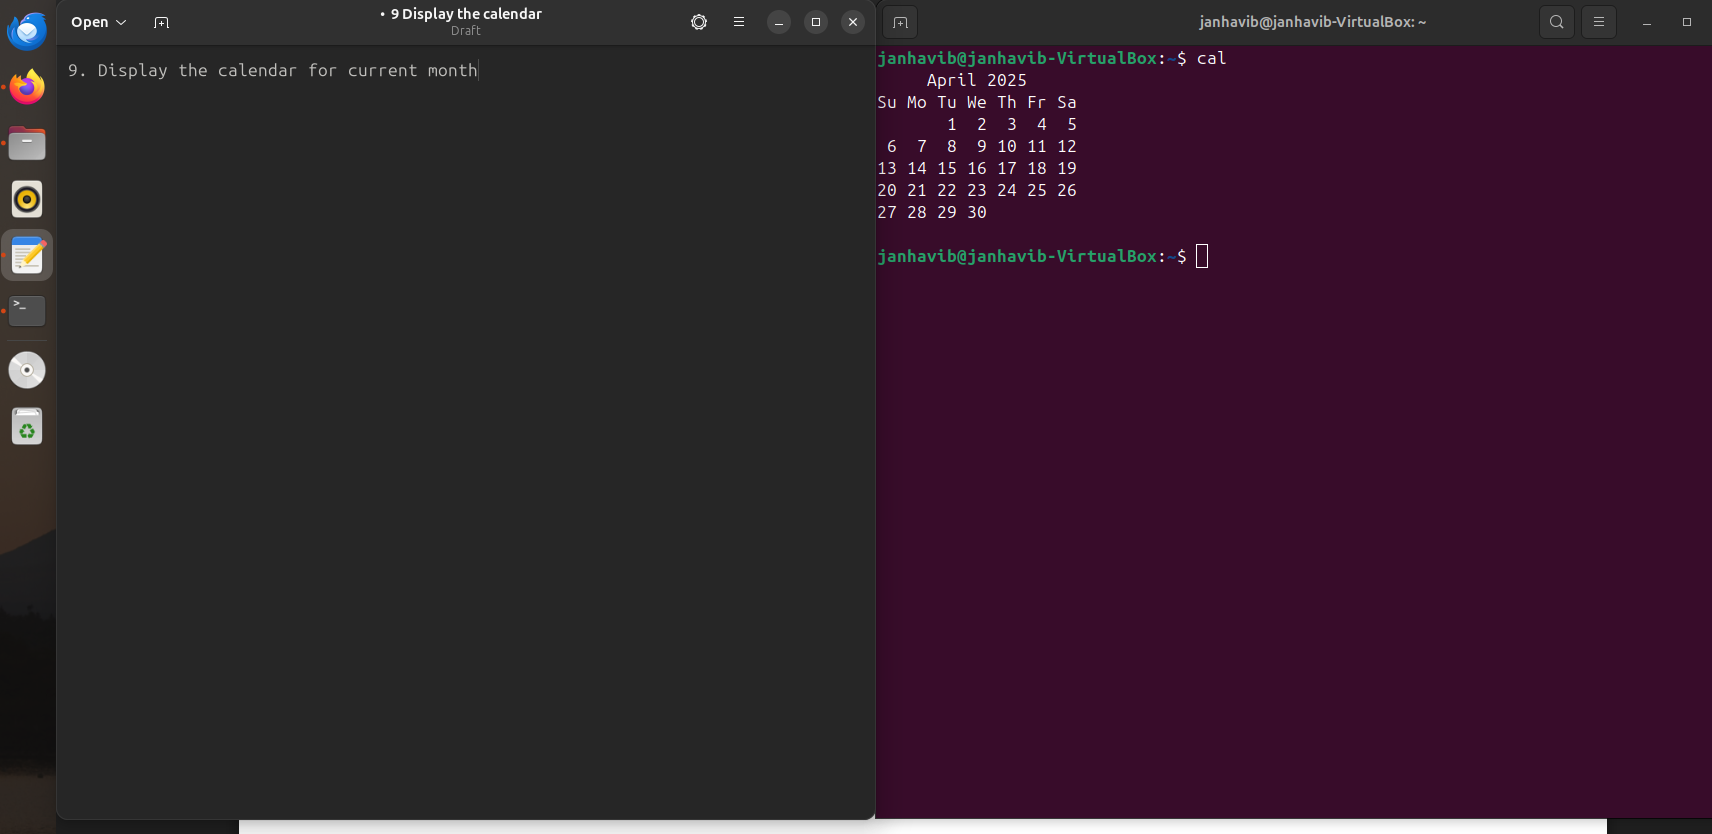 Open
• 9 Display the calendar
Draft
9. Display the calendar for current month
janhavib@janhavib-VirtualBox: ~
janhavib@janhavib-VirtualBox:~$ cal
     April 2025
Su Mo Tu We Th Fr Sa
       1  2  3  4  5
 6  7  8  9 10 11 12
13 14 15 16 17 18 19
20 21 22 23 24 25 26
27 28 29 30
janhavib@janhavib-VirtualBox:~$